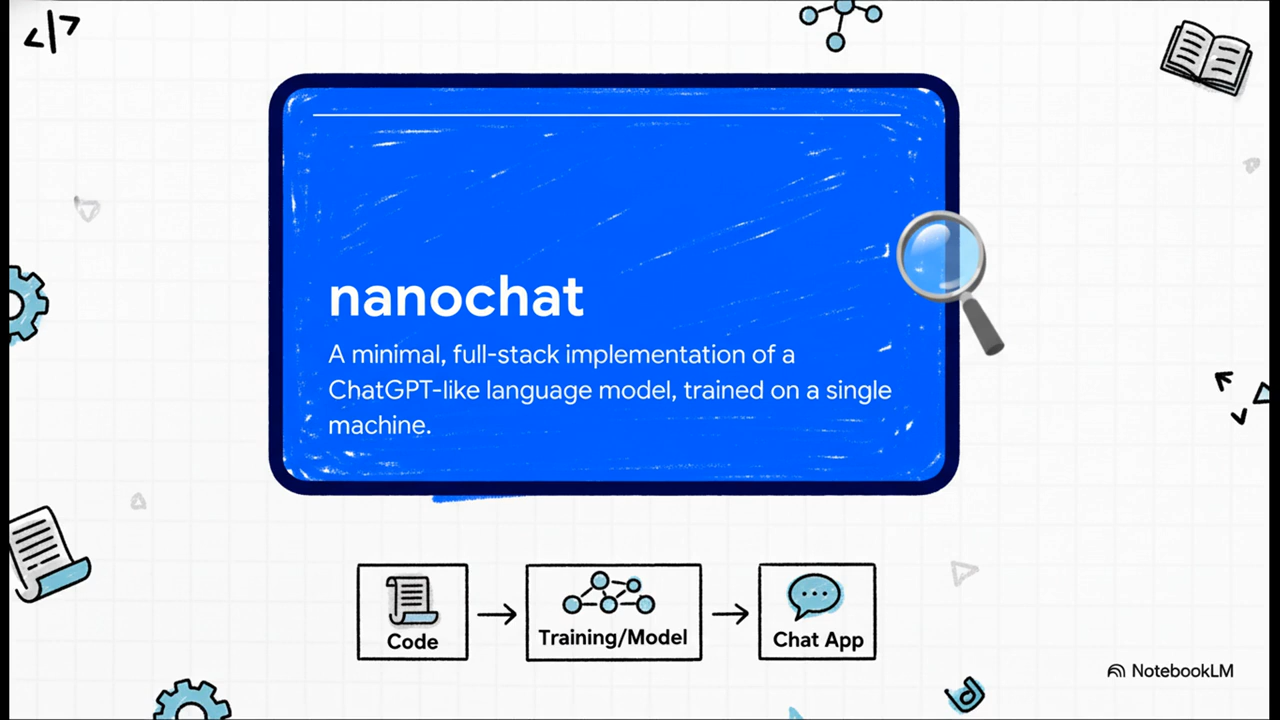 nanochat
A minimal, full-stack implementation of a
ChatGPT-like language model, trained on a single
machine.
Code
Training/Model
Chat App
NotebookLM